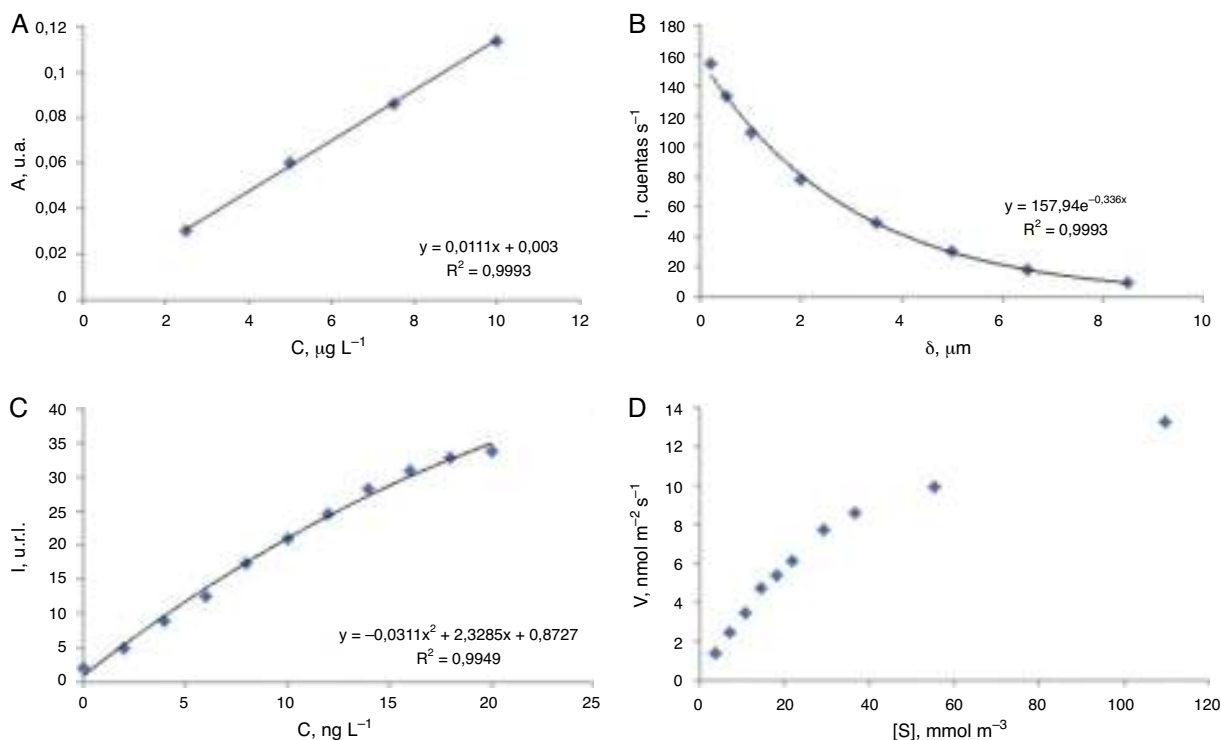 A
0,12
0,1
0,08
0,06
0,04
0,02
0
A, u.a.
y = 0,0111x + 0,003
R² = 0,9993
0 2 4 6 8 10 12
C, μg L⁻¹
B
180
160
140
120
100
80
60
40
20
0
I, cuentas s⁻¹
y = 157,94e⁻⁰,³³⁶ˣ
R² = 0,9993
0 2 4 6 8 10
δ, μm
C
40
35
30
25
20
15
10
5
0
I, u.r.l.
y = –0,0311x² + 2,3285x + 0,8727
R² = 0,9949
0 5 10 15 20 25
C, ng L⁻¹
D
14
12
10
8
6
4
2
0
V, nmol m⁻² s⁻¹
0 20 40 60 80 100 120
[S], mmol m⁻³